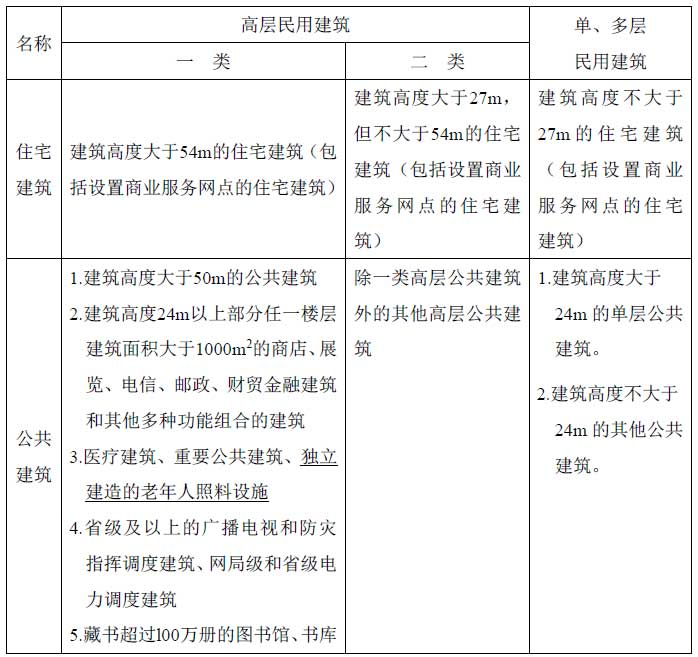 名称
高层民用建筑
单、多层
民用建筑
一 类
二 类
住宅
建筑
建筑高度大于54m的住宅建筑（包
括设置商业服务网点的住宅建筑）
建筑高度大于27m，
但不大于54m的住宅
建筑（包括设置商业
服务网点的住宅建
筑）
建筑高度不大于
27m的住宅建筑
（包括设置商业
服务网点的住宅
建筑）
公共
建筑
1.建筑高度大于50m的公共建筑
2.建筑高度24m以上部分任一楼层
建筑面积大于1000m²的商店、展
览、电信、邮政、财贸金融建筑
和其他多种功能组合的建筑
3.医疗建筑、重要公共建筑、独立
建造的老年人照料设施
4.省级及以上的广播电视和防灾
指挥调度建筑、网局级和省级电
力调度建筑
5.藏书超过100万册的图书馆、书库
除一类高层公共建筑
外的其他高层公共建
筑
1.建筑高度大于
24m的单层公共
建筑。
2.建筑高度不大于
24m的其他公共
建筑。